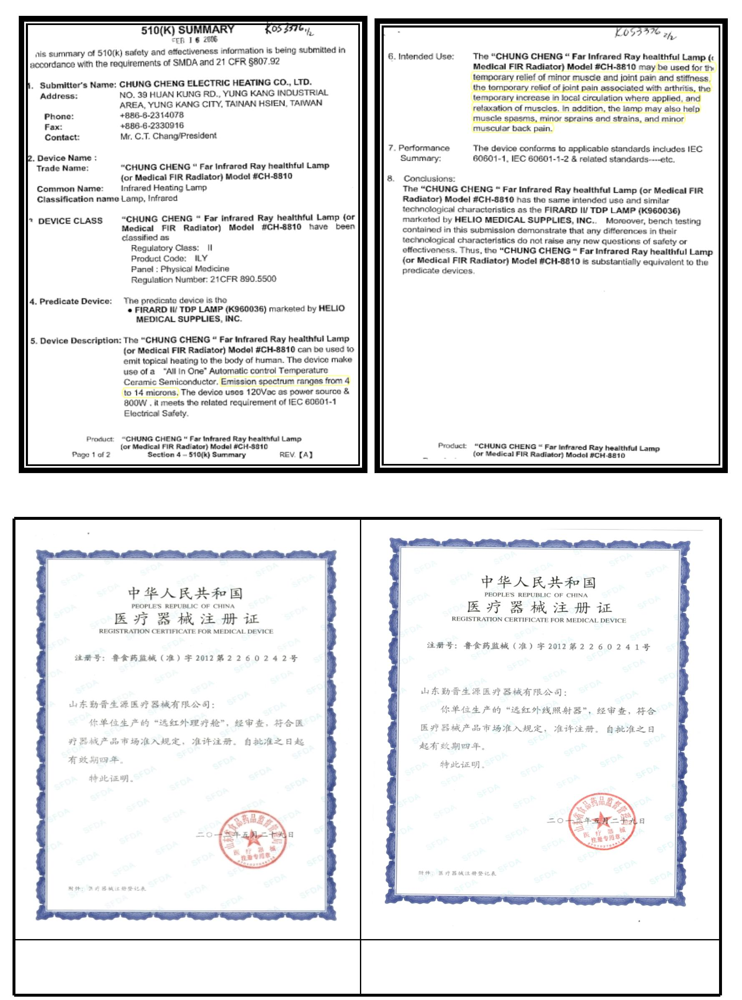 510(K) SUMMARY
K053376 1/2
FEB 16 2006
his summary of 510(k) safety and effectiveness information is being submitted in
accordance with the requirements of SMDA and 21 CFR §807.92
1. Submitter's Name: CHUNG CHENG ELECTRIC HEATING CO., LTD.
Address: NO. 39 HUAN KUNG RD., YUNG KANG INDUSTRIAL
AREA, YUNG KANG CITY, TAINAN HSIEN, TAIWAN
Phone: +886-6-2314078
Fax: +886-6-2330916
Contact: Mr. C.T. Chang/President
2. Device Name :
Trade Name: "CHUNG CHENG " Far Infrared Ray healthful Lamp
(or Medical FIR Radiator) Model #CH-8810
Common Name: Infrared Heating Lamp
Classification name Lamp, Infrared
DEVICE CLASS "CHUNG CHENG " Far Infrared Ray healthful Lamp (or
Medical FIR Radiator) Model #CH-8810 have been
classified as
Regulatory Class: II
Product Code: ILY
Panel : Physical Medicine
Regulation Number: 21CFR 890.5500
4. Predicate Device: The predicate device is the
• FIRARD II/ TDP LAMP (K960036) marketed by HELIO
MEDICAL SUPPLIES, INC.
5. Device Description: The "CHUNG CHENG " Far Infrared Ray healthful Lamp
(or Medical FIR Radiator) Model #CH-8810 can be used to
emit topical heating to the body of human. The device make
use of a "All In One" Automatic control Temperature
Ceramic Semiconductor. Emission spectrum ranges from 4
to 14 microns. The device uses 120Vac as power source &
800W , it meets the related requirement of IEC 60601-1
Electrical Safety.
Product: "CHUNG CHENG " Far Infrared Ray healthful Lamp
(or Medical FIR Radiator) Model #CH-8810
Page 1 of 2 Section 4 – 510(k) Summary REV.【A】
K053376 2/2
6. Intended Use: The "CHUNG CHENG " Far Infrared Ray healthful Lamp (
Medical FIR Radiator) Model #CH-8810 may be used for the
temporary relief of minor muscle and joint pain and stiffness,
the temporary relief of joint pain associated with arthritis, the
temporary increase in local circulation where applied, and
relaxation of muscles. In addition, the lamp may also help
muscle spasms, minor sprains and strains, and minor
muscular back pain.
7. Performance The device conforms to applicable standards includes IEC
Summary: 60601-1, IEC 60601-1-2 & related standards----etc.
8. Conclusions:
The "CHUNG CHENG " Far Infrared Ray healthful Lamp (or Medical FIR
Radiator) Model #CH-8810 has the same intended use and similar
technological characteristics as the FIRARD II/ TDP LAMP (K960036)
marketed by HELIO MEDICAL SUPPLIES, INC.. Moreover, bench testing
contained in this submission demonstrate that any differences in their
technological characteristics do not raise any new questions of safety or
effectiveness. Thus, the "CHUNG CHENG " Far Infrared Ray healthful Lamp
(or Medical FIR Radiator) Model #CH-8810 is substantially equivalent to the
predicate devices.
Product: "CHUNG CHENG " Far Infrared Ray healthful Lamp
(or Medical FIR Radiator) Model #CH-8810
中华人民共和国
PEOPLE'S REPUBLIC OF CHINA
医疗器械注册证
REGISTRATION CERTIFICATE FOR MEDICAL DEVICE
注册号：鲁食药监械（准）字 2012 第２２６０２４２号
山东勤晋生源医疗器械有限公司：
你单位生产的“远红外理疗舱”，经审查，符合医
疗器械产品市场准入规定，准许注册。自批准之日起
有效期四年。
特此证明。
二〇一二年五月二十九日
山东省食品药品监督管理局
医疗器械
注册专用章
附件：医疗器械注册登记表
中华人民共和国
PEOPLE'S REPUBLIC OF CHINA
医疗器械注册证
REGISTRATION CERTIFICATE FOR MEDICAL DEVICE
注册号：鲁食药监械（准）字 2012 第２２６０２４１号
山东勤晋生源医疗器械有限公司：
你单位生产的“远红外线照射器”，经审查，符合
医疗器械产品市场准入规定，准许注册。自批准之日
起有效期四年。
特此证明。
二〇一二年五月二十九日
山东省食品药品监督管理局
医疗器械
注册专用章
附件：医疗器械注册登记表